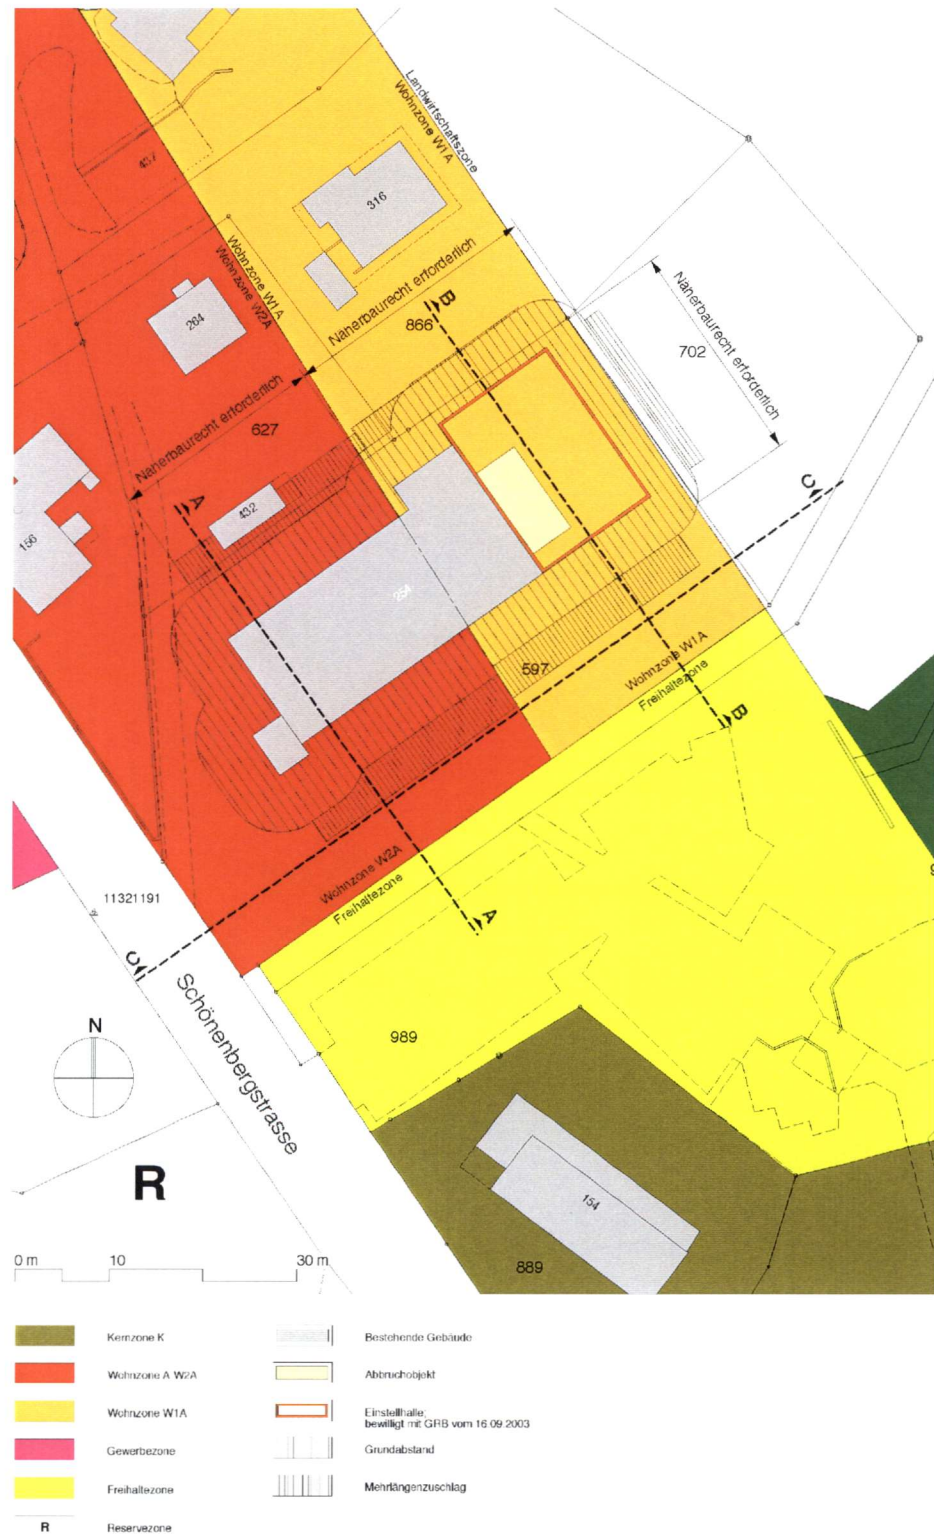 Landwirtschaftszone
Wohnzone W1A
437
316
Wohnzone W1A
Wohnzone W2A
264
Näherbaurecht erforderlich
B
866
Näherbaurecht erforderlich
702
Näherbaurecht erforderlich
627
A
432
C
156
254
597
Wohnzone W1A
Freihaltezone
B
Wohnzone W2A
Freihaltezone
11321191
A
C
Schönenbergstrasse
989
N
R
154
889
0 m 10 30 m
Kernzone K
Bestehende Gebäude
Wohnzone A W2A
Abbruchobjekt
Wohnzone W1A
Einstellhalle;
bewilligt mit GRB vom 16.09.2003
Gewerbezone
Grundabstand
Freihaltezone
Mehrlängenzuschlag
R Reservezone